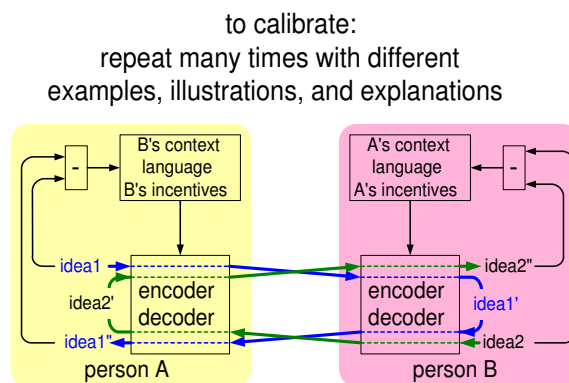 to calibrate:
repeat many times with different
examples, illustrations, and explanations
B's context
language
B's incentives
-
A's context
language
A's incentives
-
idea1
idea2'
idea1"
encoder
decoder
encoder
decoder
idea2"
idea1'
idea2
person A
person B